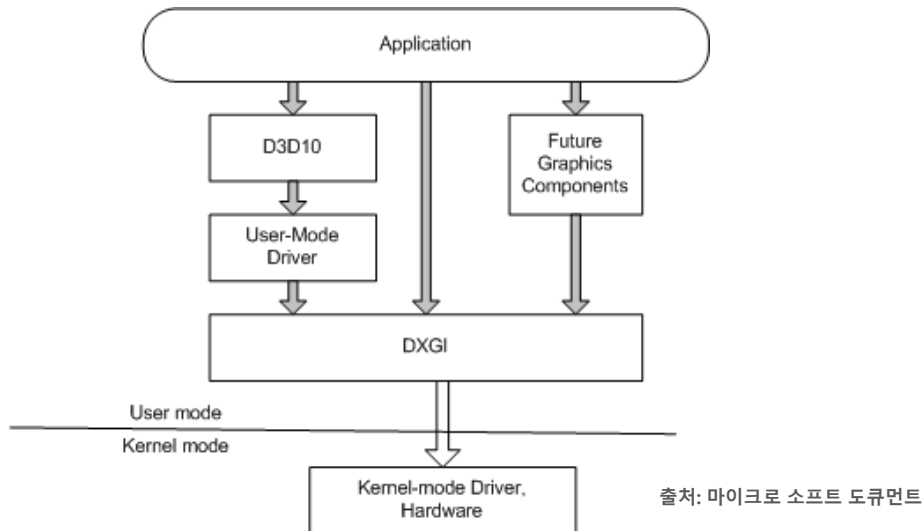 Application
D3D10
Future
Graphics
Components
User-Mode
Driver
DXGI
User mode
Kernel mode
Kernel-mode Driver,
Hardware
출처: 마이크로 소프트 도큐먼트